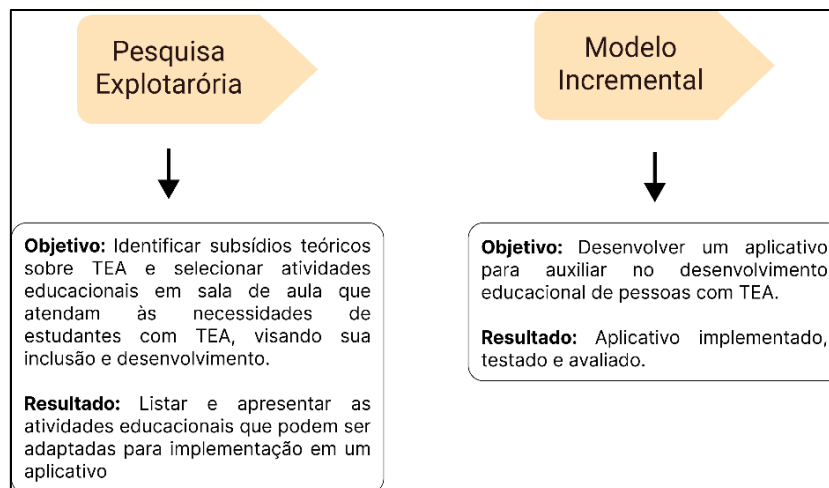 Pesquisa
Explotarória
Objetivo: Identificar subsídios teóricos
sobre TEA e selecionar atividades
educacionais em sala de aula que
atendam às necessidades de
estudantes com TEA, visando sua
inclusão e desenvolvimento.
Resultado: Listar e apresentar as
atividades educacionais que podem ser
adaptadas para implementação em um
aplicativo
Modelo
Incremental
Objetivo: Desenvolver um aplicativo
para auxiliar no desenvolvimento
educacional de pessoas com TEA.
Resultado: Aplicativo implementado,
testado e avaliado.